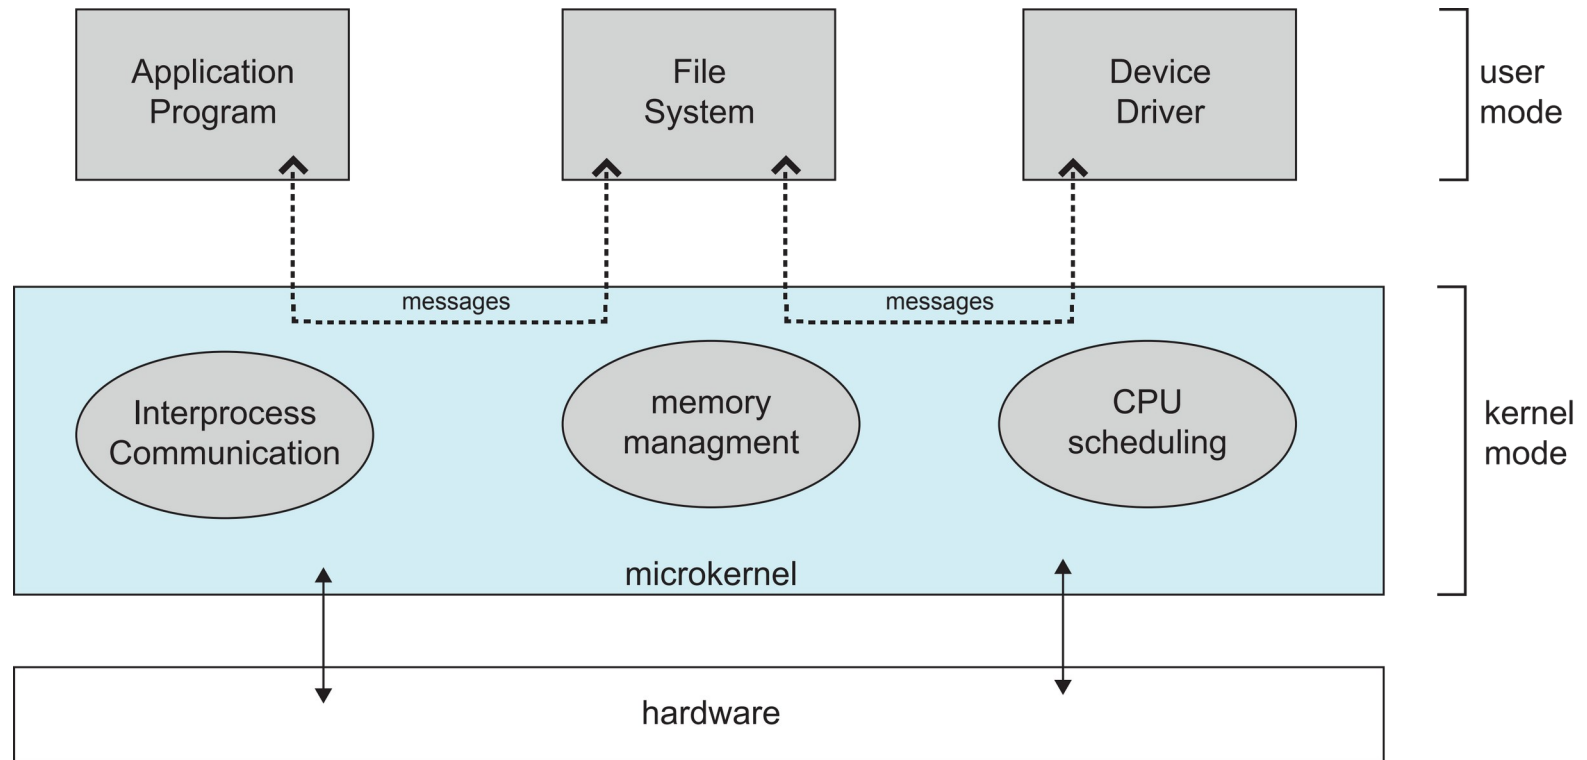 Application
Program
File
System
Device
Driver
user
mode
messages
messages
Interprocess
Communication
memory
managment
CPU
scheduling
kernel
mode
microkernel
hardware